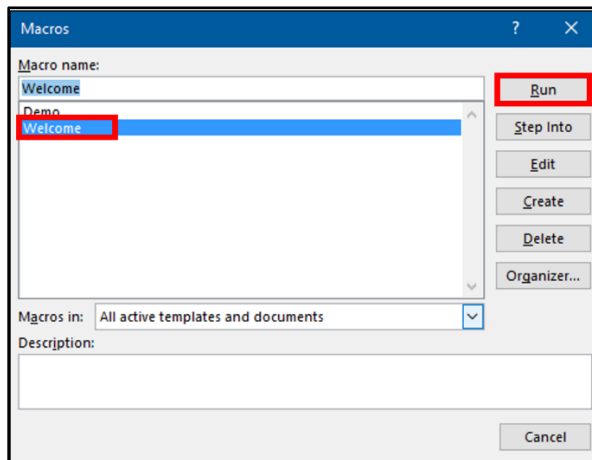 Macros ?
Macro name:
Welcome
Run
Demo
Welcome
Step Into
Edit
Create
Delete
Organizer...
Macros in: All active templates and documents
Description:
Cancel